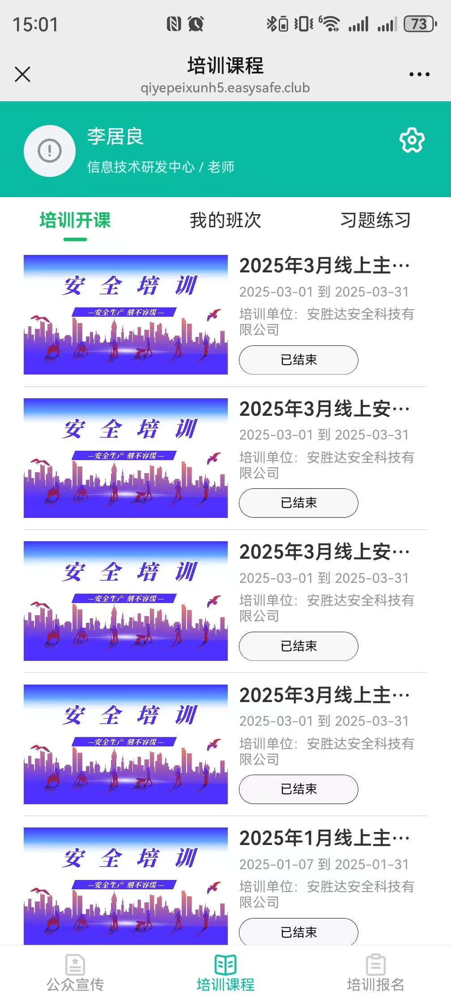 15:01
6
73
培训课程
qiyepeixunh5.easysafe.club
李居良
信息技术研发中心 / 老师
培训开课
我的班次
习题练习
安全培训
—安全生产 刻不容缓—
2025年3月线上主…
2025-03-01 到 2025-03-31
培训单位：安胜达安全科技有
限公司
已结束
安全培训
—安全生产 刻不容缓—
2025年3月线上安…
2025-03-01 到 2025-03-31
培训单位：安胜达安全科技有
限公司
已结束
安全培训
—安全生产 刻不容缓—
2025年3月线上安…
2025-03-01 到 2025-03-31
培训单位：安胜达安全科技有
限公司
已结束
安全培训
—安全生产 刻不容缓—
2025年3月线上主…
2025-03-01 到 2025-03-31
培训单位：安胜达安全科技有
限公司
已结束
安全培训
—安全生产 刻不容缓—
2025年1月线上主…
2025-01-07 到 2025-01-31
培训单位：安胜达安全科技有
限公司
已结束
公众宣传
培训课程
培训报名